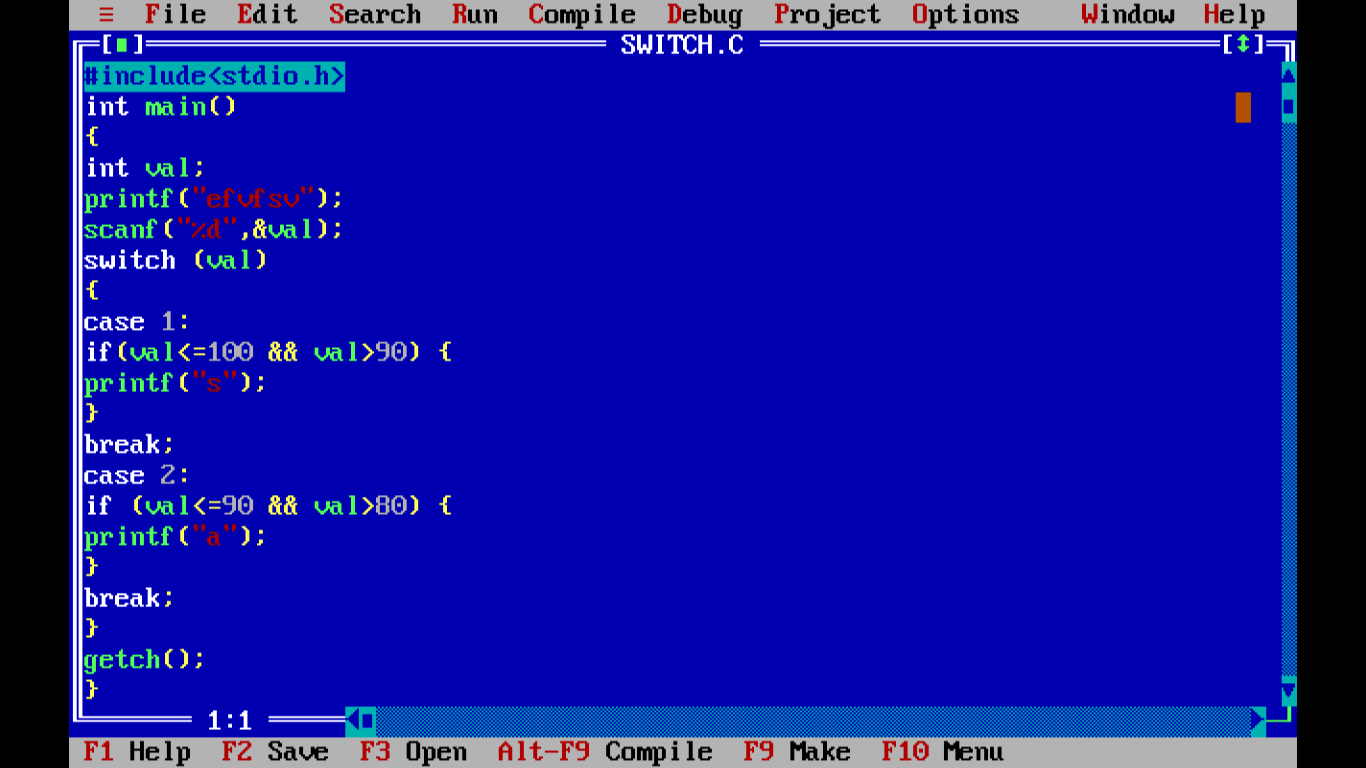 ≡ File Edit Search Run Compile Debug Project Options Window Help
[■] SWITCH.C [↕]
#include<stdio.h>
int main()
{
int val;
printf("efvfsv");
scanf("%d",&val);
switch (val)
{
case 1:
if(val<=100 && val>90) {
printf("s");
}
break;
case 2:
if (val<=90 && val>80) {
printf("a");
}
break;
}
getch();
}
1:1
F1 Help F2 Save F3 Open Alt-F9 Compile F9 Make F10 Menu